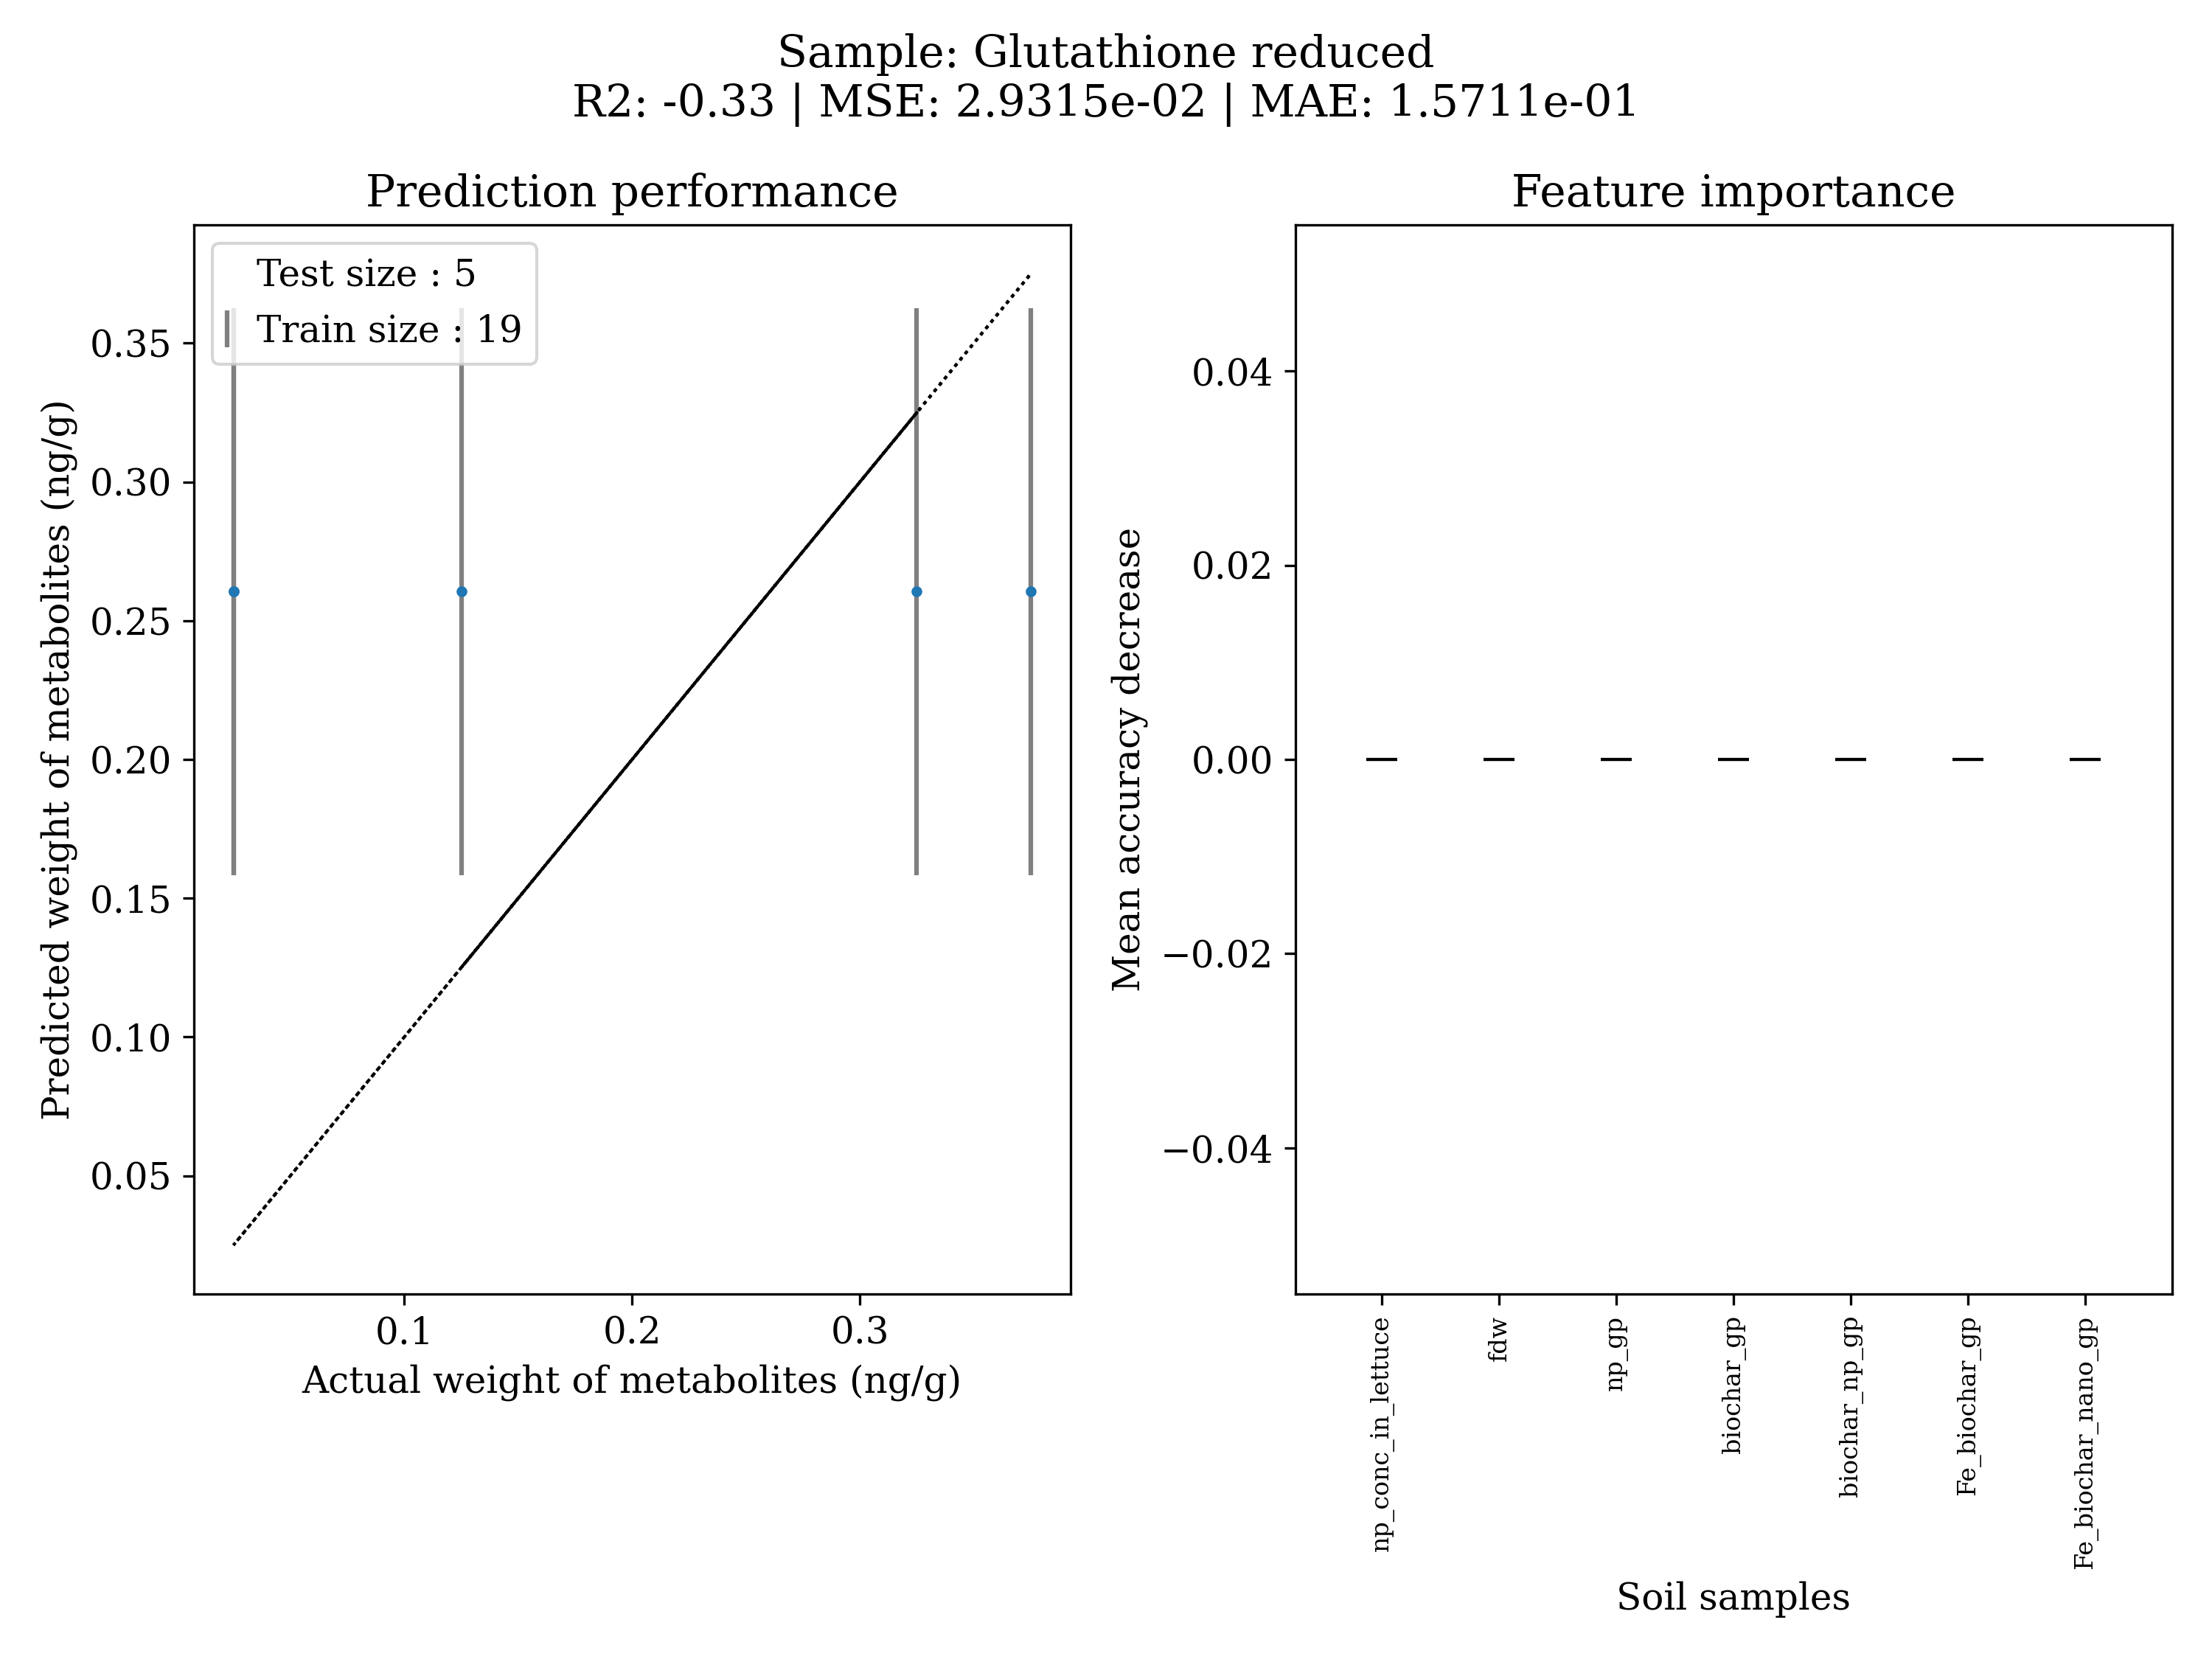 Sample: Glutathione reduced
R2: -0.33 | MSE: 2.9315e-02 | MAE: 1.5711e-01
Prediction performance
Test size : 5
Train size : 19
Predicted weight of metabolites (ng/g)
0.35
0.30
0.25
0.20
0.15
0.10
0.05
0.1
0.2
0.3
Actual weight of metabolites (ng/g)
Feature importance
Mean accuracy decrease
0.04
0.02
0.00
−0.02
−0.04
np_conc_in_lettuce
fdw
np_gp
biochar_gp
biochar_np_gp
Fe_biochar_gp
Fe_biochar_nano_gp
Soil samples